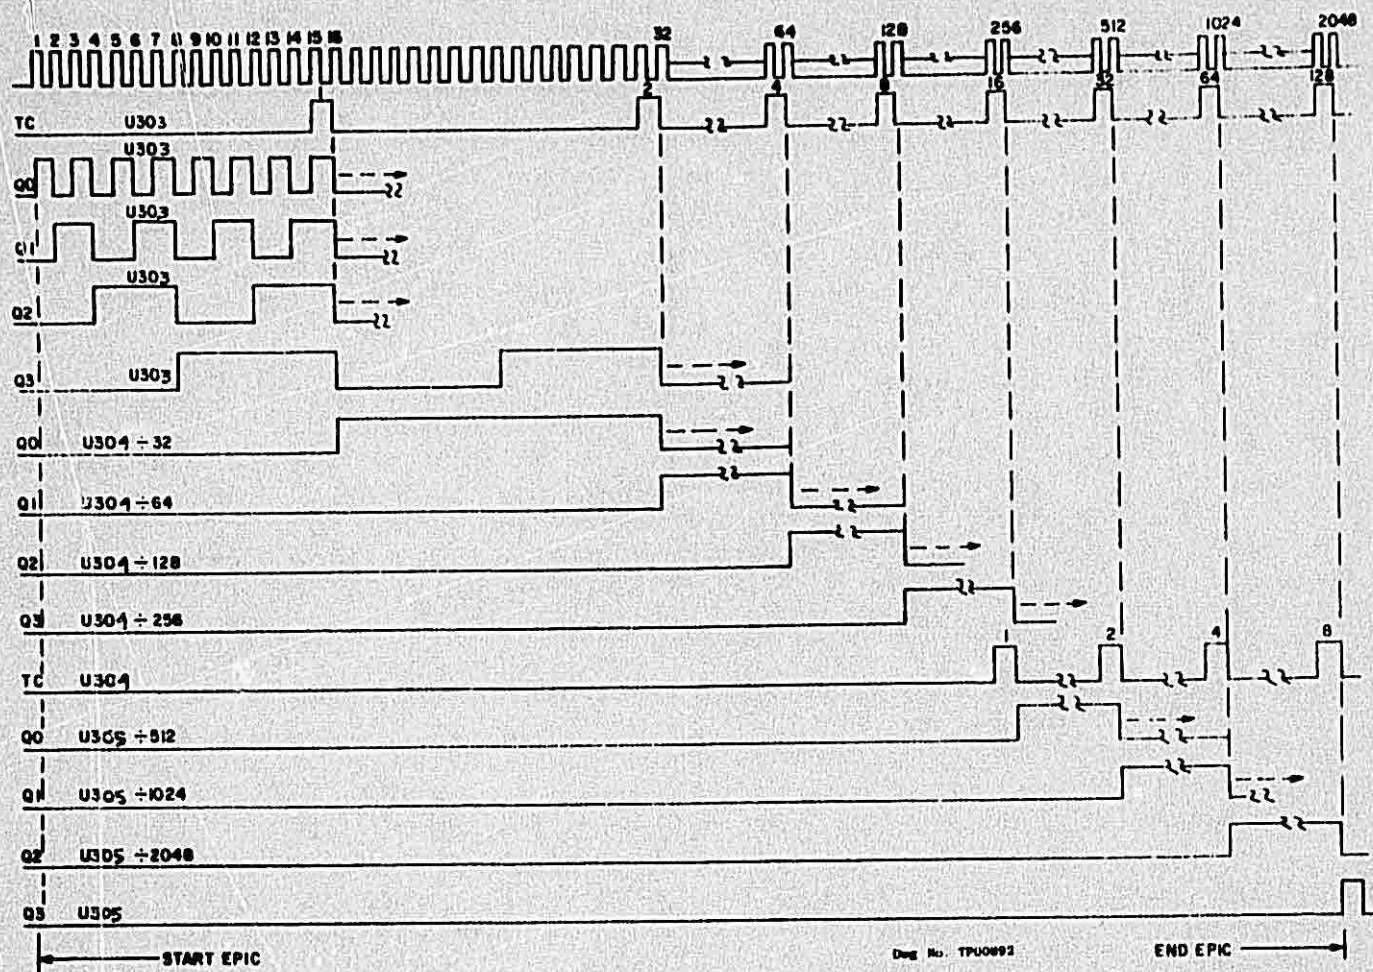 1 2 3 4 5 6 7 8 9 10 11 12 13 14 15 16 32 64 128 256 512 1024 2048
TC U303 1 2 4 8 16 32 64 128
Q0 U303
Q1 U303
Q2 U303
Q3 U303
Q0 U304 ÷ 32
Q1 U304 ÷ 64
Q2 U304 ÷ 128
Q3 U304 ÷ 256
TC U304 2 4 8
Q0 U305 ÷ 512
Q1 U305 ÷ 1024
Q2 U305 ÷ 2048
Q3 U305
START EPIC
Dwg No. TPU0893
END EPIC